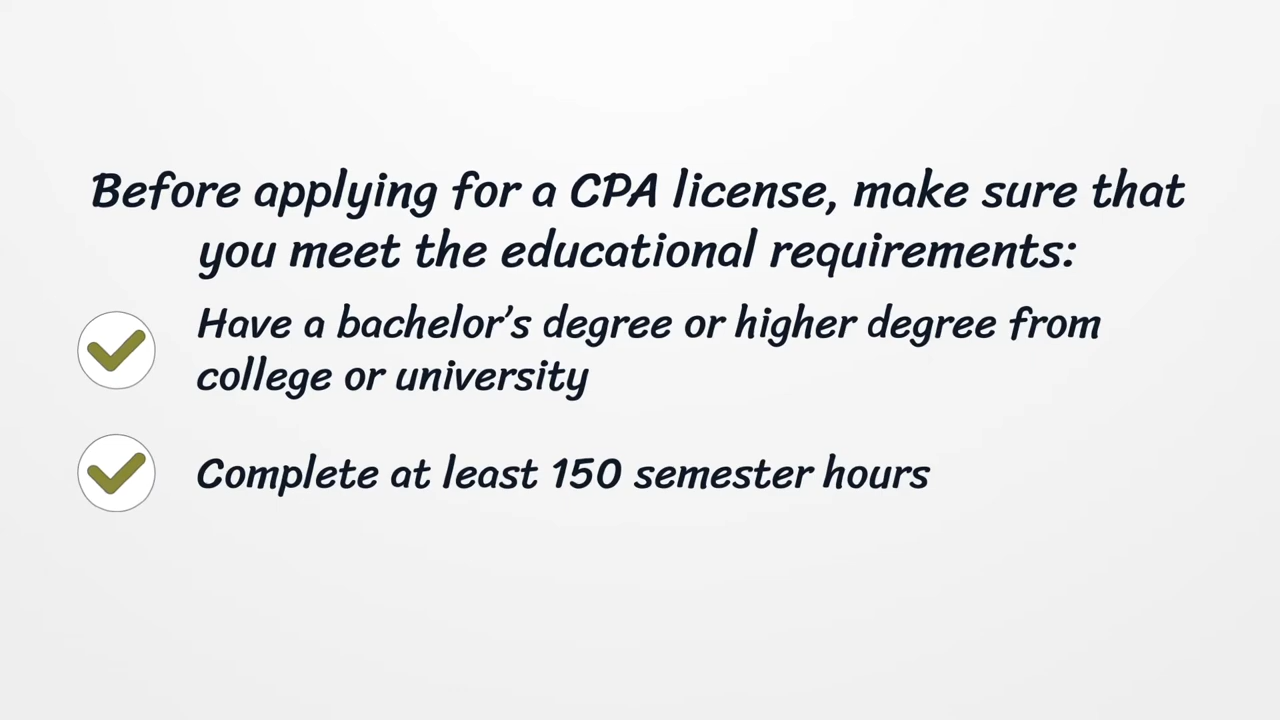 Before applying for a CPA license, make sure that
you meet the educational requirements:
Have a bachelor’s degree or higher degree from
college or university
Complete at least 150 semester hours